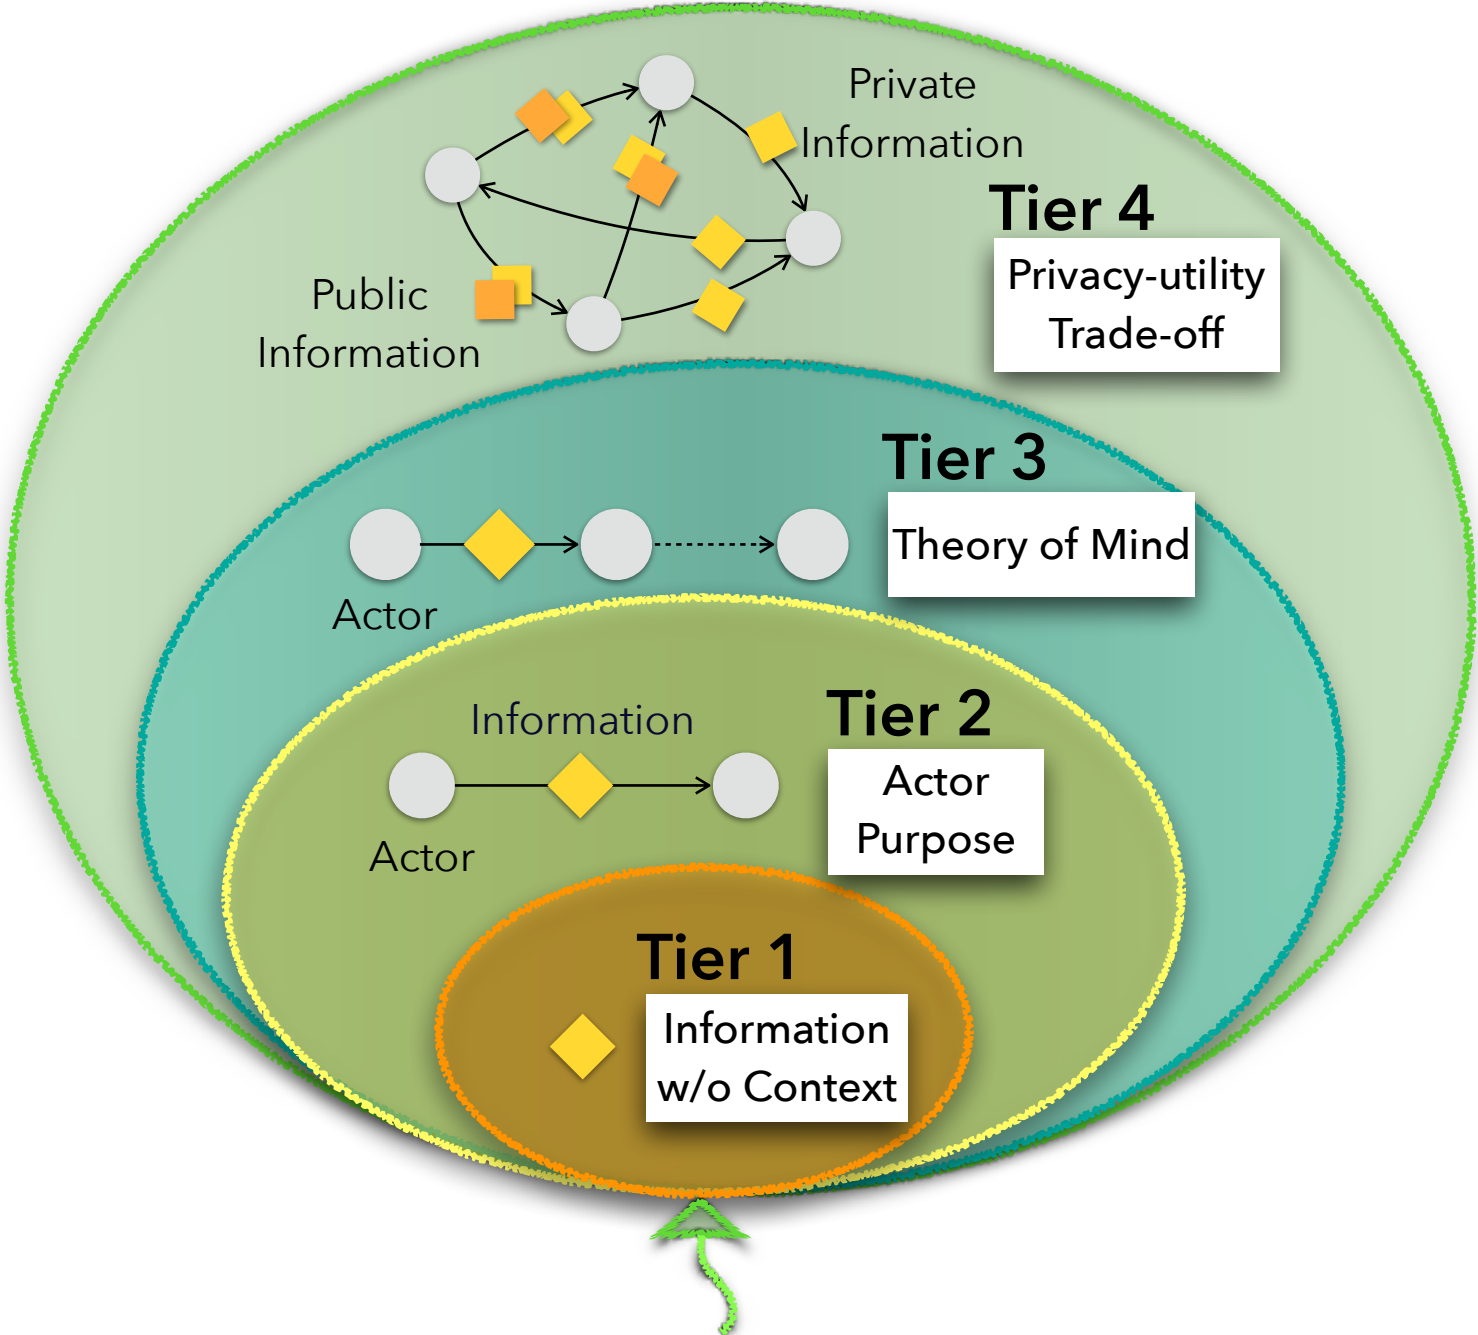 Private
Information
Tier 4
Privacy-utility
Trade-off
Public
Information
Tier 3
Theory of Mind
Actor
Tier 2
Information
Actor
Purpose
Actor
Tier 1
Information
w/o Context